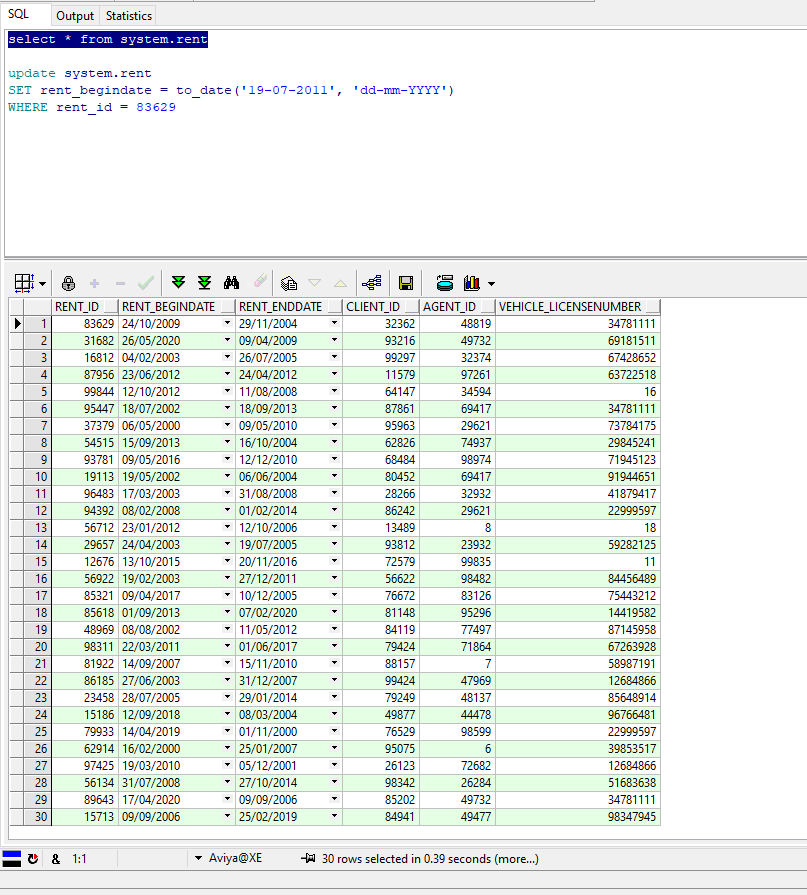 SQL Output Statistics
select * from system.rent
update system.rent
SET rent_begindate = to_date('19-07-2011', 'dd-mm-YYYY')
WHERE rent_id = 83629
RENT_ID RENT_BEGINDATE RENT_ENDDATE CLIENT_ID AGENT_ID VEHICLE_LICENSENUMBER
1 83629 24/10/2009 29/11/2004 32362 48819 34781111
2 31682 26/05/2020 09/04/2009 93216 49732 69181511
3 16812 04/02/2003 26/07/2005 99297 32374 67428652
4 87956 23/06/2012 24/04/2012 11579 97261 63722518
5 99844 12/10/2012 11/08/2008 64147 34594 16
6 95447 18/07/2002 18/09/2013 87861 69417 34781111
7 37379 06/05/2000 09/05/2010 95963 29621 73784175
8 54515 15/09/2013 16/10/2004 62826 74937 29845241
9 93781 09/05/2016 12/12/2010 68484 98974 71945123
10 19113 19/05/2002 06/06/2004 80452 69417 91944651
11 96483 17/03/2003 31/08/2008 28266 32932 41879417
12 94392 08/02/2008 01/02/2014 86242 29621 22999597
13 56712 23/01/2012 12/10/2006 13489 8 18
14 29657 24/04/2003 19/07/2005 93812 23932 59282125
15 12676 13/10/2015 20/11/2016 72579 99835 11
16 56922 19/02/2003 27/12/2011 56622 98482 84456489
17 85321 09/04/2017 10/12/2005 76672 83126 75443212
18 85618 01/09/2013 07/02/2020 81148 95296 14419582
19 48969 08/08/2002 11/05/2012 84119 77497 87145958
20 98311 22/03/2011 01/06/2017 79424 71864 67263928
21 81922 14/09/2007 15/11/2010 88157 7 58987191
22 86185 27/06/2003 31/12/2007 99424 47969 12684866
23 23458 28/07/2005 29/01/2014 79249 48137 85648914
24 15186 12/09/2018 08/03/2004 49877 44478 96766481
25 79933 14/04/2019 01/11/2000 76529 98599 22999597
26 62914 16/02/2000 25/01/2007 95075 6 39853517
27 97425 19/03/2010 05/12/2001 26123 72682 12684866
28 56134 31/07/2008 27/10/2014 98342 26284 51683638
29 89643 17/04/2020 09/09/2006 85202 49732 34781111
30 15713 09/09/2006 25/02/2019 84941 49477 98347945
& 1:1 Aviya@XE 30 rows selected in 0.39 seconds (more...)